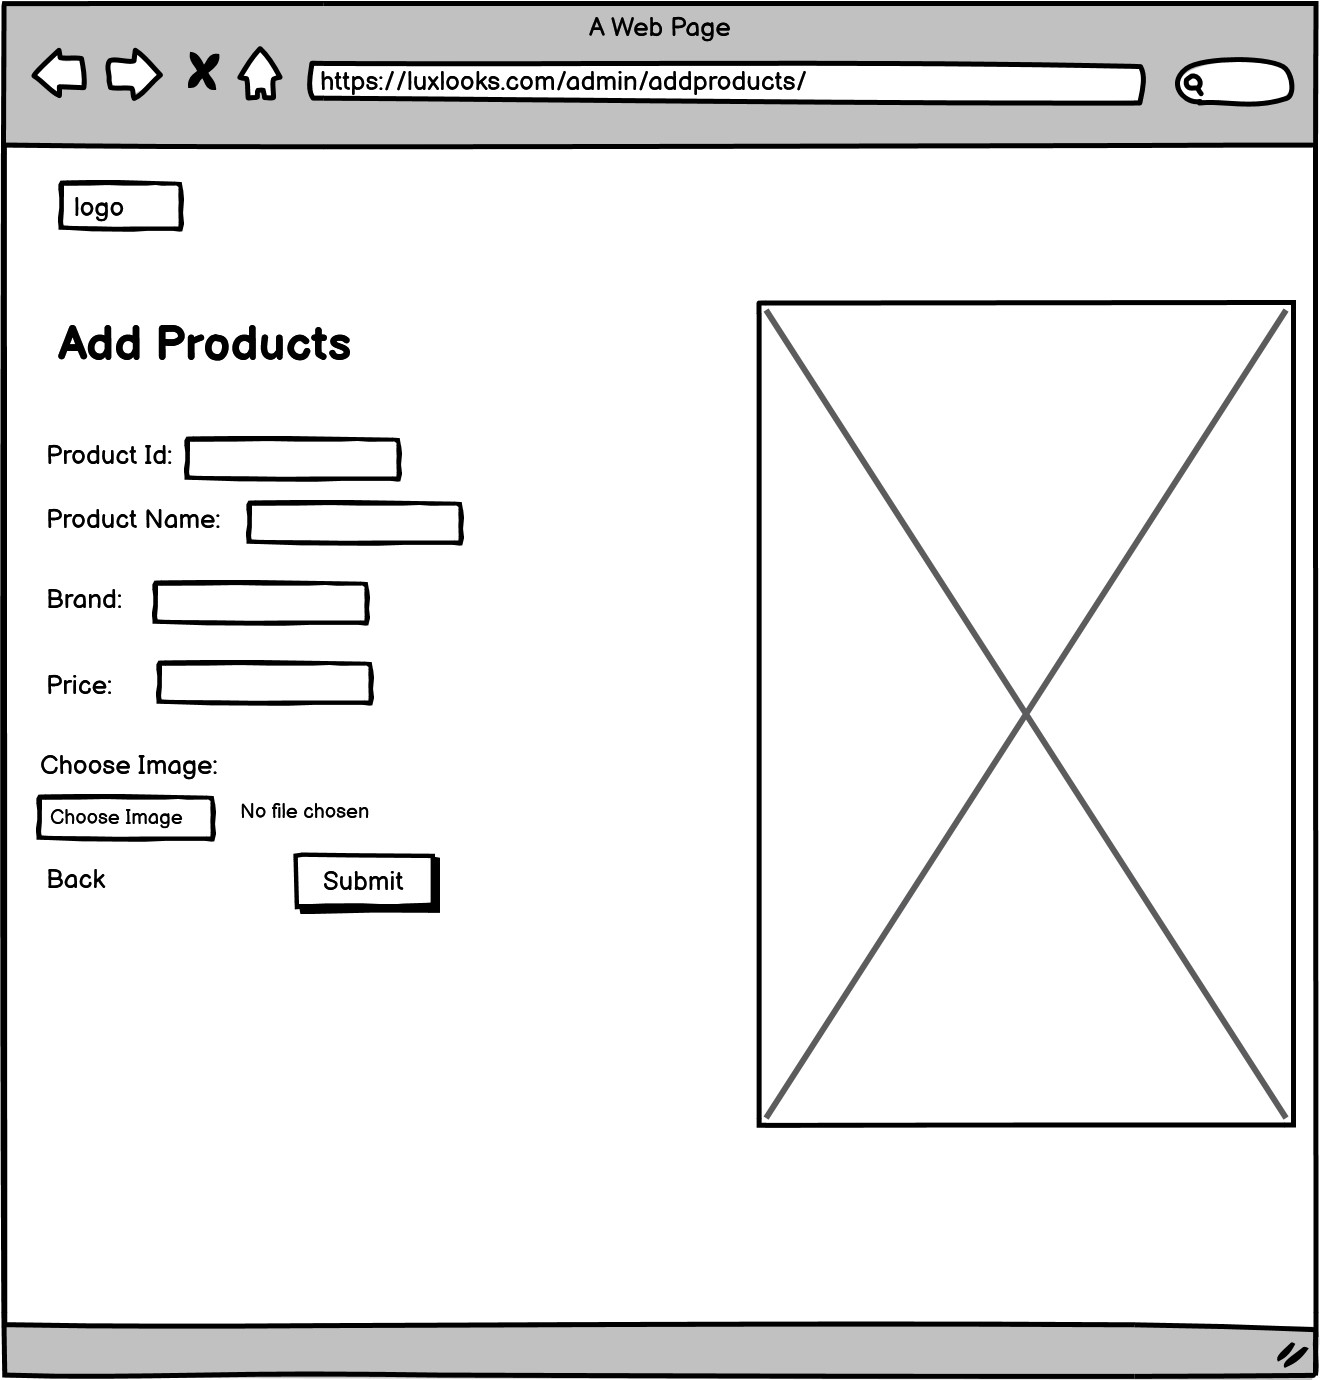 A Web Page
https://luxlooks.com/admin/addproducts/
logo
Add Products
Product Id:
Product Name:
Brand:
Price:
Choose Image:
Choose Image No file chosen
Back Submit